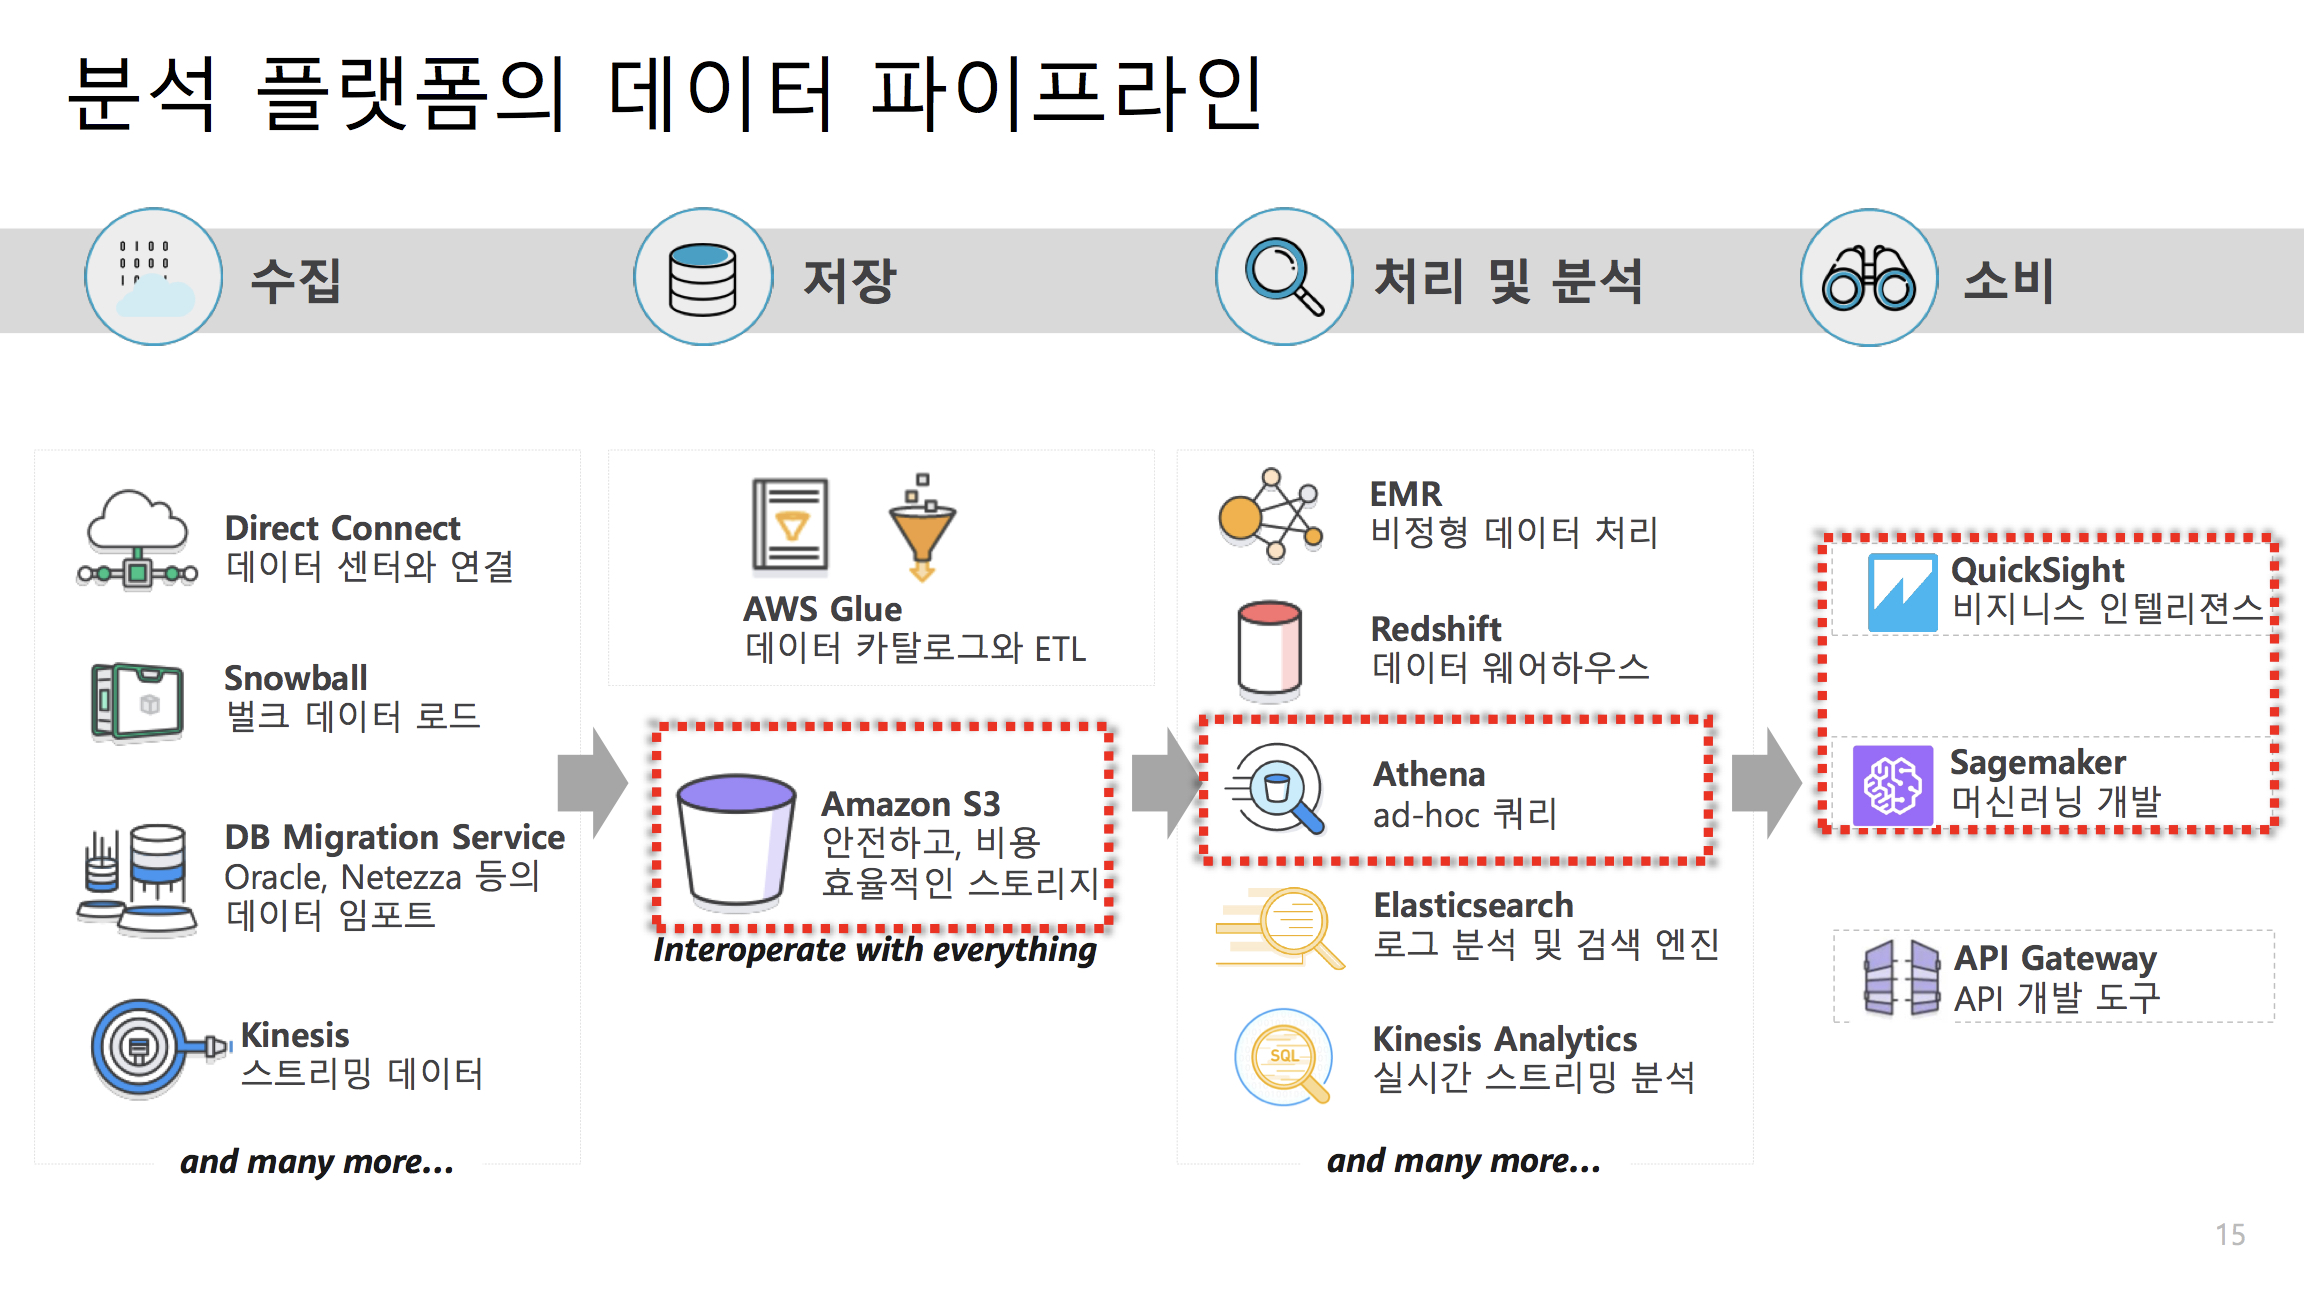 분석 플랫폼의 데이터 파이프라인
수집
저장
처리 및 분석
소비
Direct Connect
데이터 센터와 연결
Snowball
벌크 데이터 로드
DB Migration Service
Oracle, Netezza 등의
데이터 임포트
Kinesis
스트리밍 데이터
and many more...
AWS Glue
데이터 카탈로그와 ETL
Amazon S3
안전하고, 비용
효율적인 스토리지
Interoperate with everything
EMR
비정형 데이터 처리
Redshift
데이터 웨어하우스
Athena
ad-hoc 쿼리
Elasticsearch
로그 분석 및 검색 엔진
SQL
Kinesis Analytics
실시간 스트리밍 분석
and many more...
QuickSight
비지니스 인텔리젼스
Sagemaker
머신러닝 개발
API Gateway
API 개발 도구
15